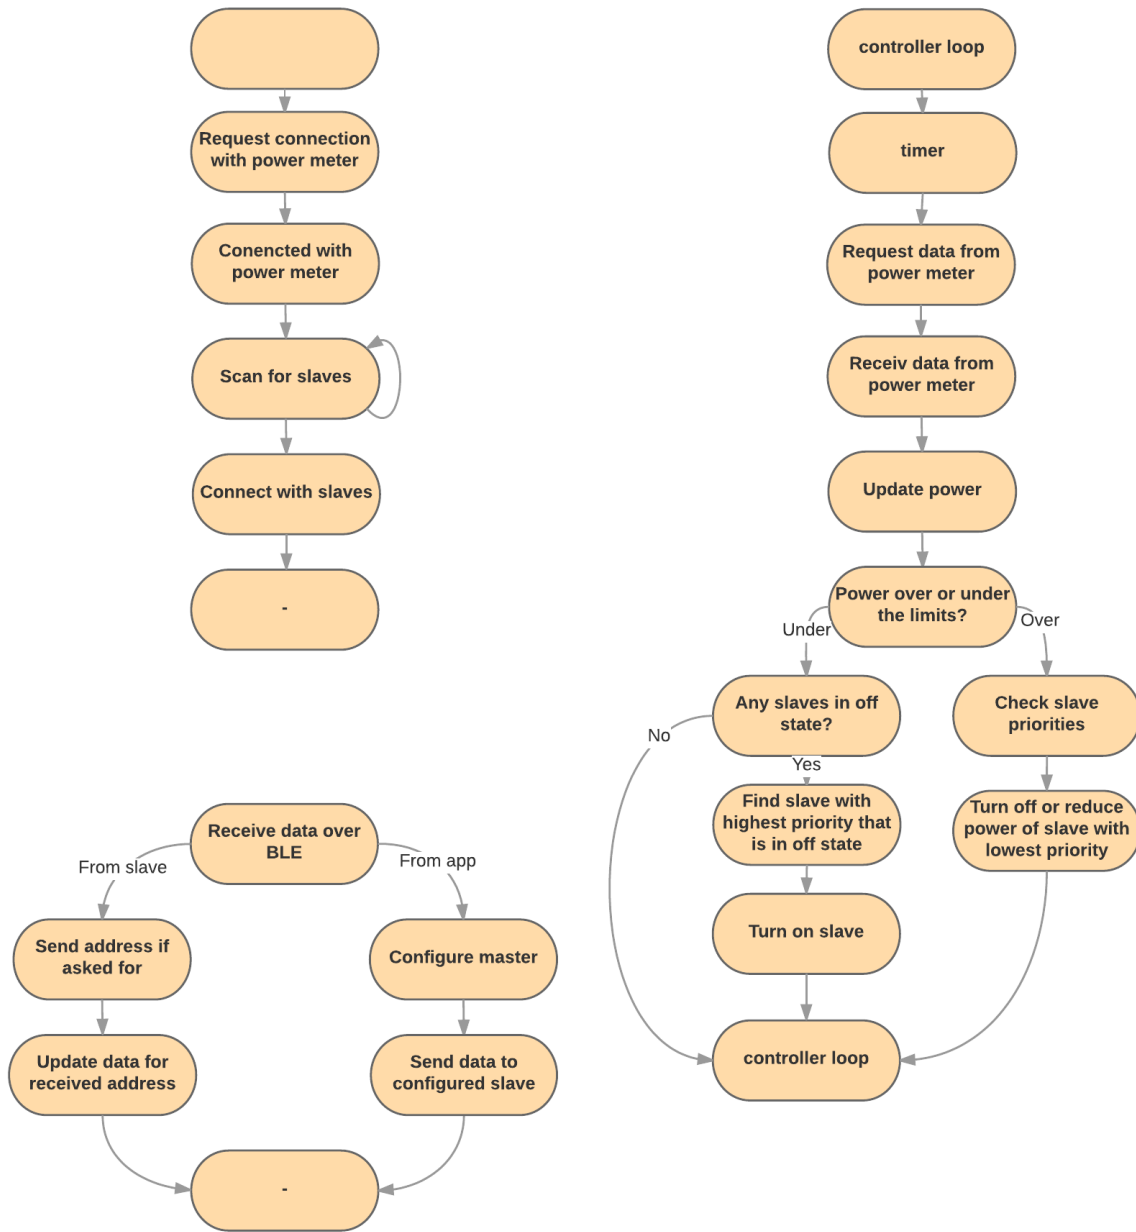 Request connection
with power meter
Conencted with
power meter
Scan for slaves
Connect with slaves
-
Receive data over
BLE
From slave
From app
Send address if
asked for
Configure master
Update data for
received address
Send data to
configured slave
-
controller loop
timer
Request data from
power meter
Receiv data from
power meter
Update power
Power over or under
the limits?
Under
Over
Any slaves in off
state?
Check slave
priorities
No
Yes
Find slave with
highest priority that
is in off state
Turn off or reduce
power of slave with
lowest priority
Turn on slave
controller loop